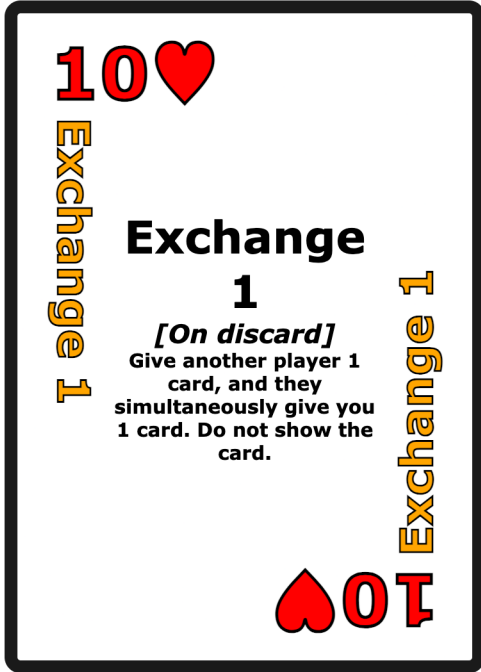 10♥
Exchange 1
Exchange
1
[On discard]
Give another player 1
card, and they
simultaneously give you
1 card. Do not show the
card.
Exchange 1
10♥